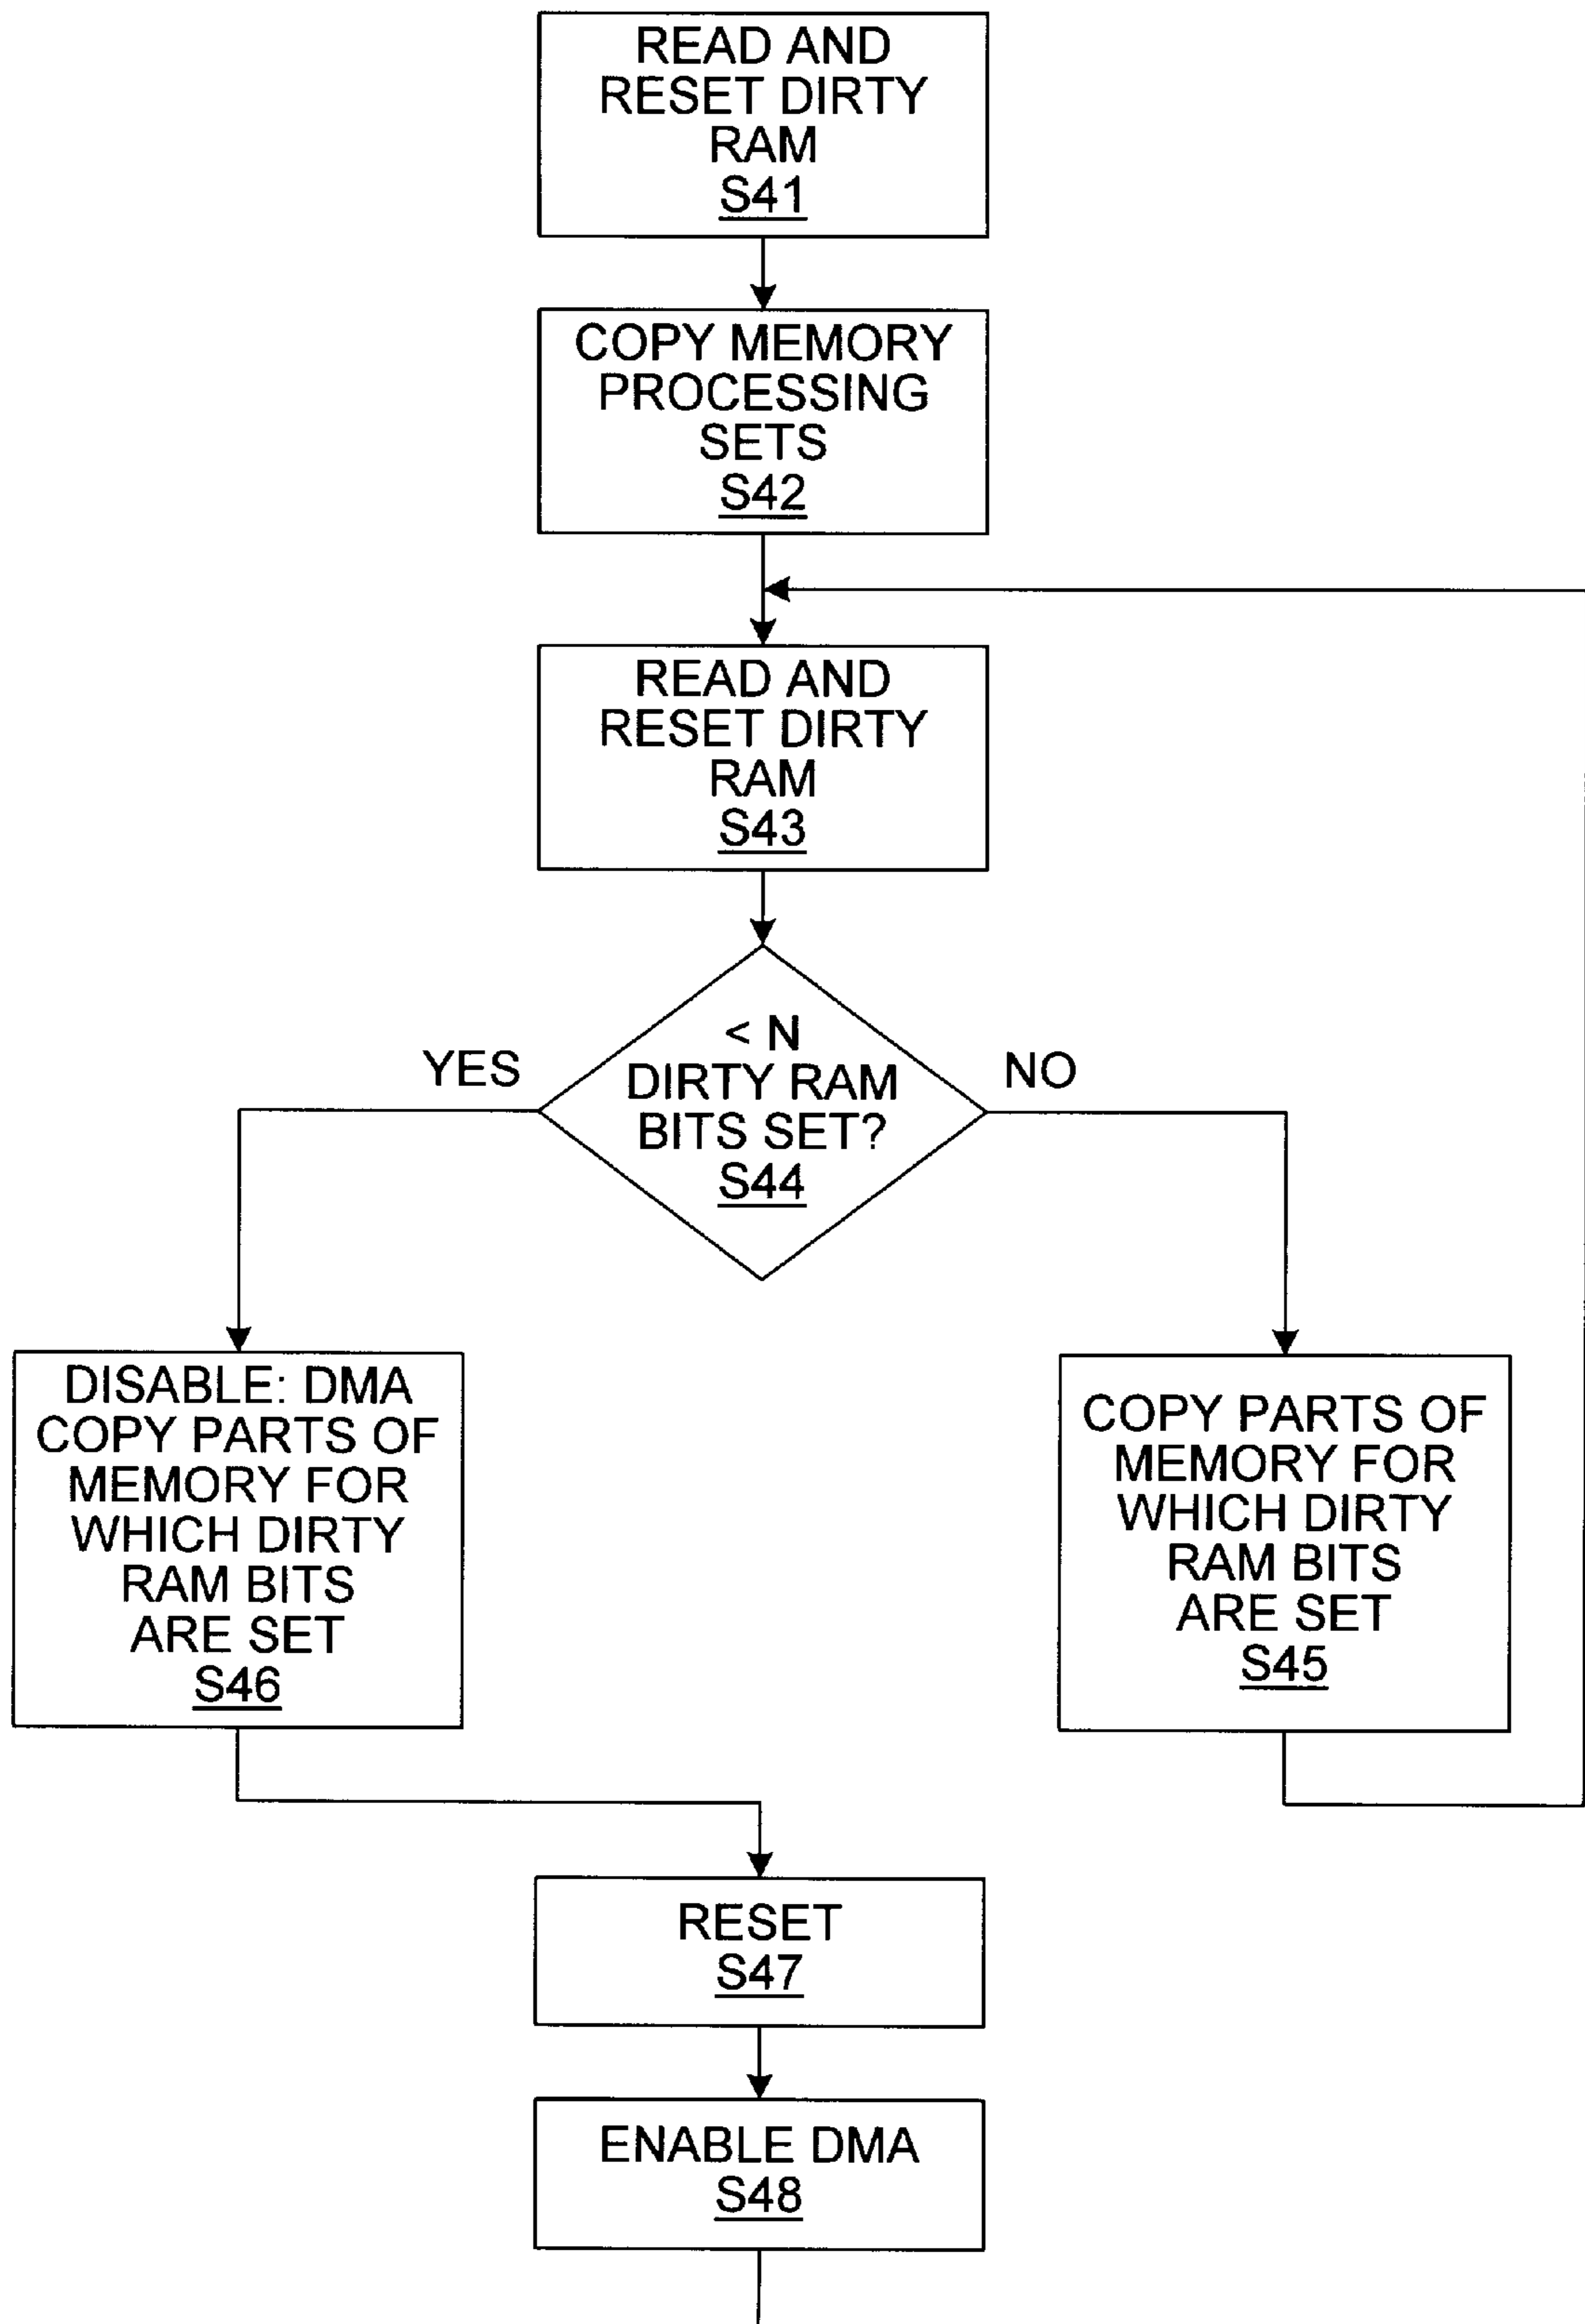 READ AND
RESET DIRTY
RAM
S41
COPY MEMORY
PROCESSING
SETS
S42
READ AND
RESET DIRTY
RAM
S43
< N
DIRTY RAM
BITS SET?
S44
YES
NO
DISABLE: DMA
COPY PARTS OF
MEMORY FOR
WHICH DIRTY
RAM BITS
ARE SET
S46
COPY PARTS OF
MEMORY FOR
WHICH DIRTY
RAM BITS
ARE SET
S45
RESET
S47
ENABLE DMA
S48